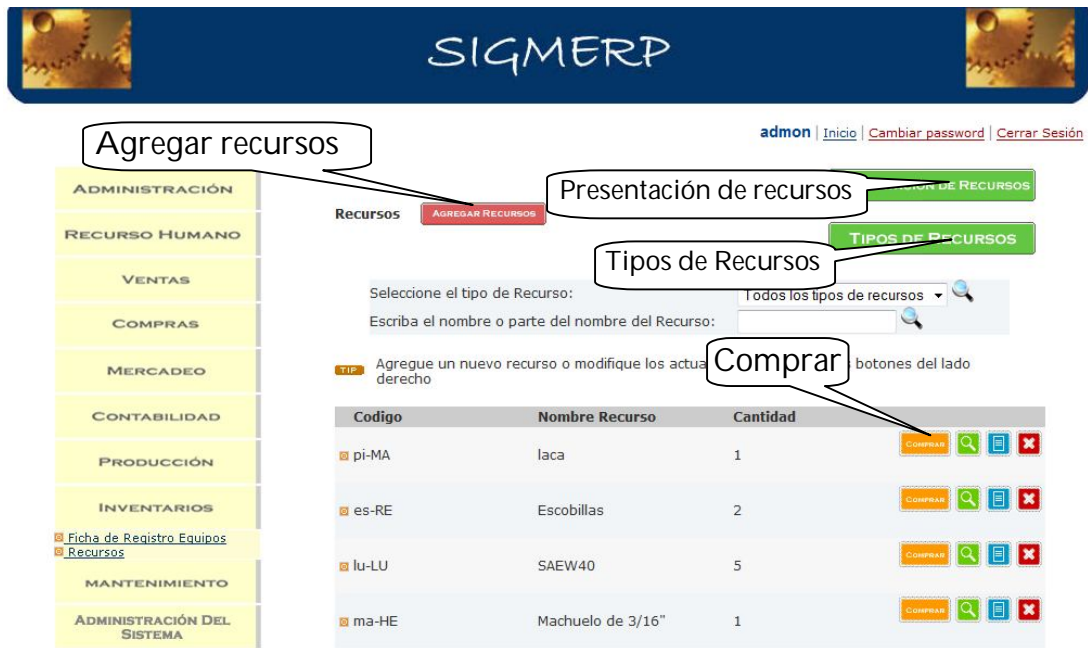 SIGMERP
admon | Inicio | Cambiar password | Cerrar Sesión
Agregar recursos
Presentación de recursos
DE RECURSOS
ADMINISTRACIÓN
Recursos
AGREGAR RECURSOS
RECURSO HUMANO
TIPOS DE RECURSOS
Tipos de Recursos
VENTAS
Seleccione el tipo de Recurso:
Todos los tipos de recursos
COMPRAS
Escriba el nombre o parte del nombre del Recurso:
Comprar
MERCADEO
TIP
Agregue un nuevo recurso o modifique los actua
botones del lado
derecho
CONTABILIDAD
Codigo Nombre Recurso Cantidad
PRODUCCIÓN
pi-MA laca 1 COMPRAR
INVENTARIOS
es-RE Escobillas 2 COMPRAR
Ficha de Registro Equipos
Recursos
lu-LU SAEW40 5 COMPRAR
MANTENIMIENTO
ma-HE Machuelo de 3/16" 1 COMPRAR
ADMINISTRACIÓN DEL
SISTEMA